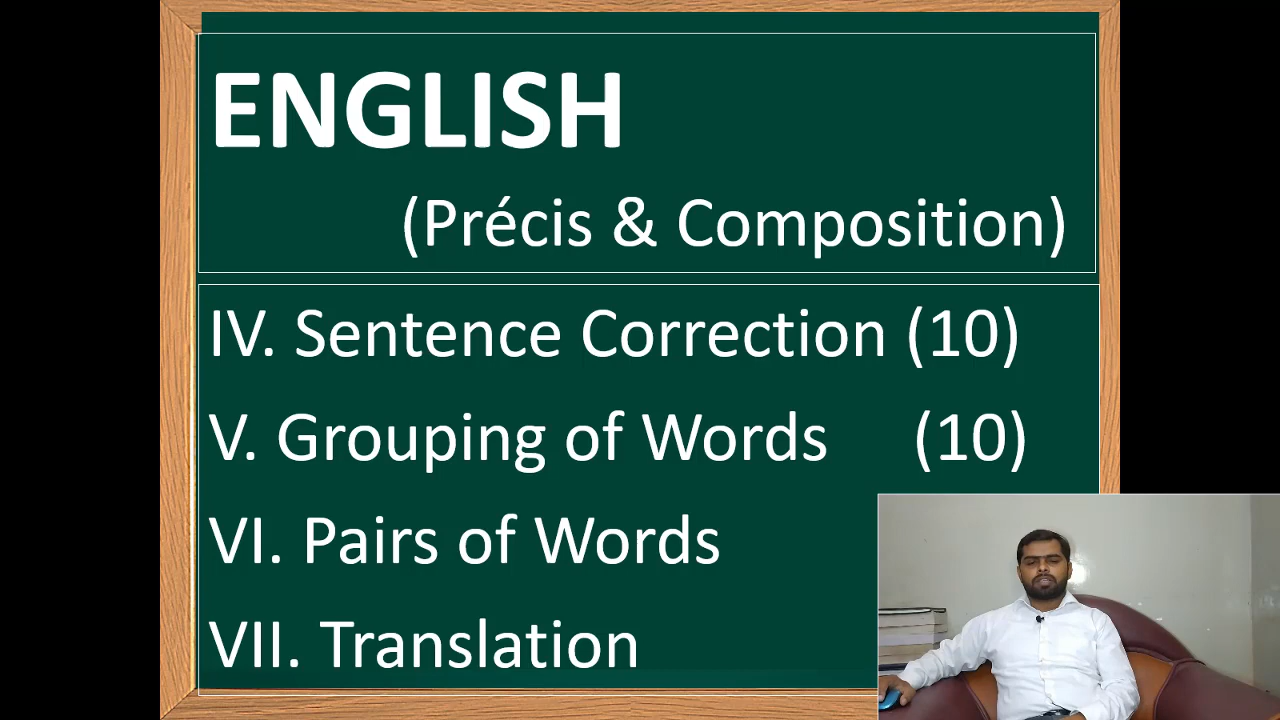 ENGLISH
(Précis & Composition)
IV. Sentence Correction (10)
V. Grouping of Words (10)
VI. Pairs of Words
VII. Translation